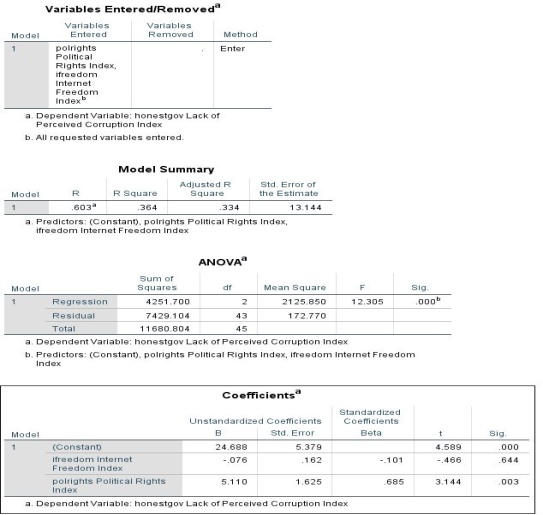 Variables Entered/Removedᵃ
Model Variables Entered Variables Removed Method
1 polrights Political Rights Index, ifreedom Internet Freedom Indexᵇ . Enter
a. Dependent Variable: honestgov Lack of
Perceived Corruption Index
b. All requested variables entered.
Model Summary
Model R R Square Adjusted R Square Std. Error of the Estimate
1 .603ᵃ .364 .334 13.144
a. Predictors: (Constant), polrights Political Rights Index,
ifreedom Internet Freedom Index
ANOVAᵃ
Model Sum of Squares df Mean Square F Sig.
1 Regression 4251.700 2 2125.850 12.305 .000ᵇ
Residual 7429.104 43 172.770
Total 11680.804 45
a. Dependent Variable: honestgov Lack of Perceived Corruption Index
b. Predictors: (Constant), polrights Political Rights Index, ifreedom Internet Freedom
Index
Coefficientsᵃ
Unstandardized Coefficients Standardized Coefficients
Model B Std. Error Beta t Sig.
1 (Constant) 24.688 5.379 4.589 .000
ifreedom Internet Freedom Index -.076 .162 -.101 -.466 .644
polrights Political Rights Index 5.110 1.625 .685 3.144 .003
a. Dependent Variable: honestgov Lack of Perceived Corruption Index